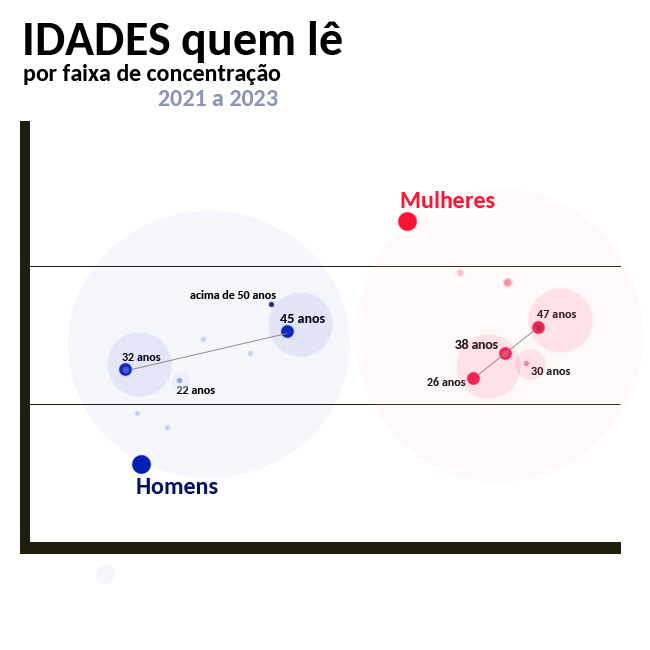 IDADES quem lê
por faixa de concentração
2021 a 2023
Mulheres
acima de 50 anos
45 anos
47 anos
32 anos
38 anos
22 anos
26 anos
30 anos
Homens